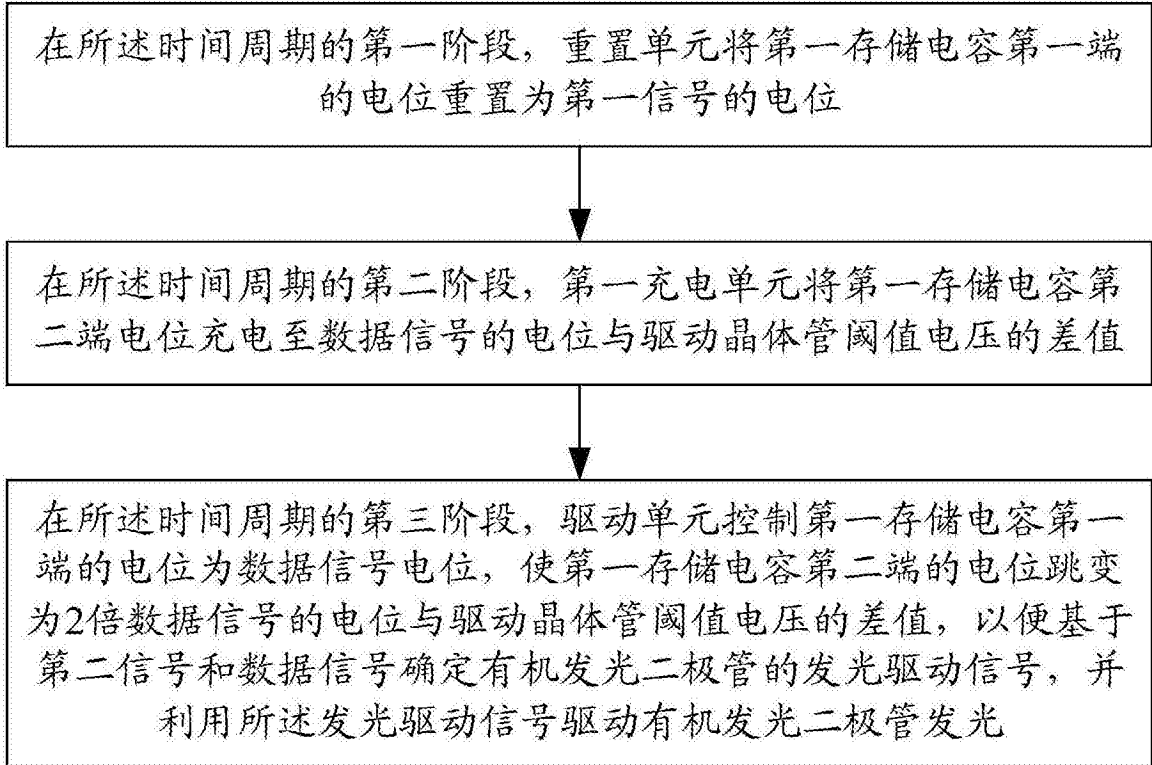 在所述时间周期的第一阶段，重置单元将第一存储电容第一端
的电位重置为第一信号的电位
在所述时间周期的第二阶段，第一充电单元将第一存储电容第
二端电位充电至数据信号的电位与驱动晶体管阈值电压的差值
在所述时间周期的第三阶段，驱动单元控制第一存储电容第一
端的电位为数据信号电位，使第一存储电容第二端的电位跳变
为2倍数据信号的电位与驱动晶体管阈值电压的差值，以便基于
第二信号和数据信号确定有机发光二极管的发光驱动信号，并
利用所述发光驱动信号驱动有机发光二极管发光